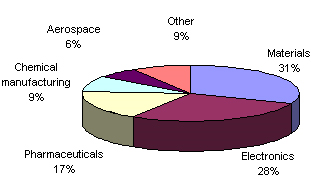 Aerospace
6%
Other
9%
Chemical
manufacturing
9%
Materials
31%
Pharmaceuticals
17%
Electronics
28%